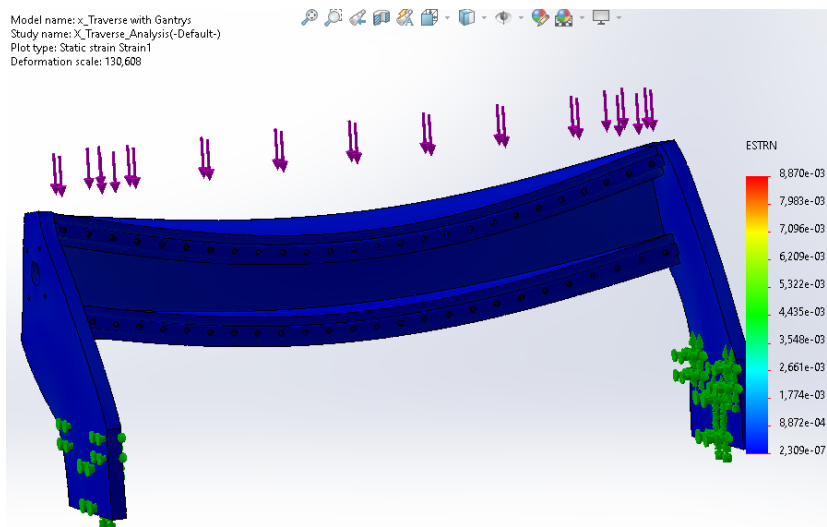 Model name: x_Traverse with Gantrys
Study name: X_Traverse_Analysis(-Default-)
Plot type: Static strain Strain1
Deformation scale: 130,608
ESTRN
8,870e-03
7,983e-03
7,096e-03
6,209e-03
5,322e-03
4,435e-03
3,548e-03
2,661e-03
1,774e-03
8,872e-04
2,309e-07